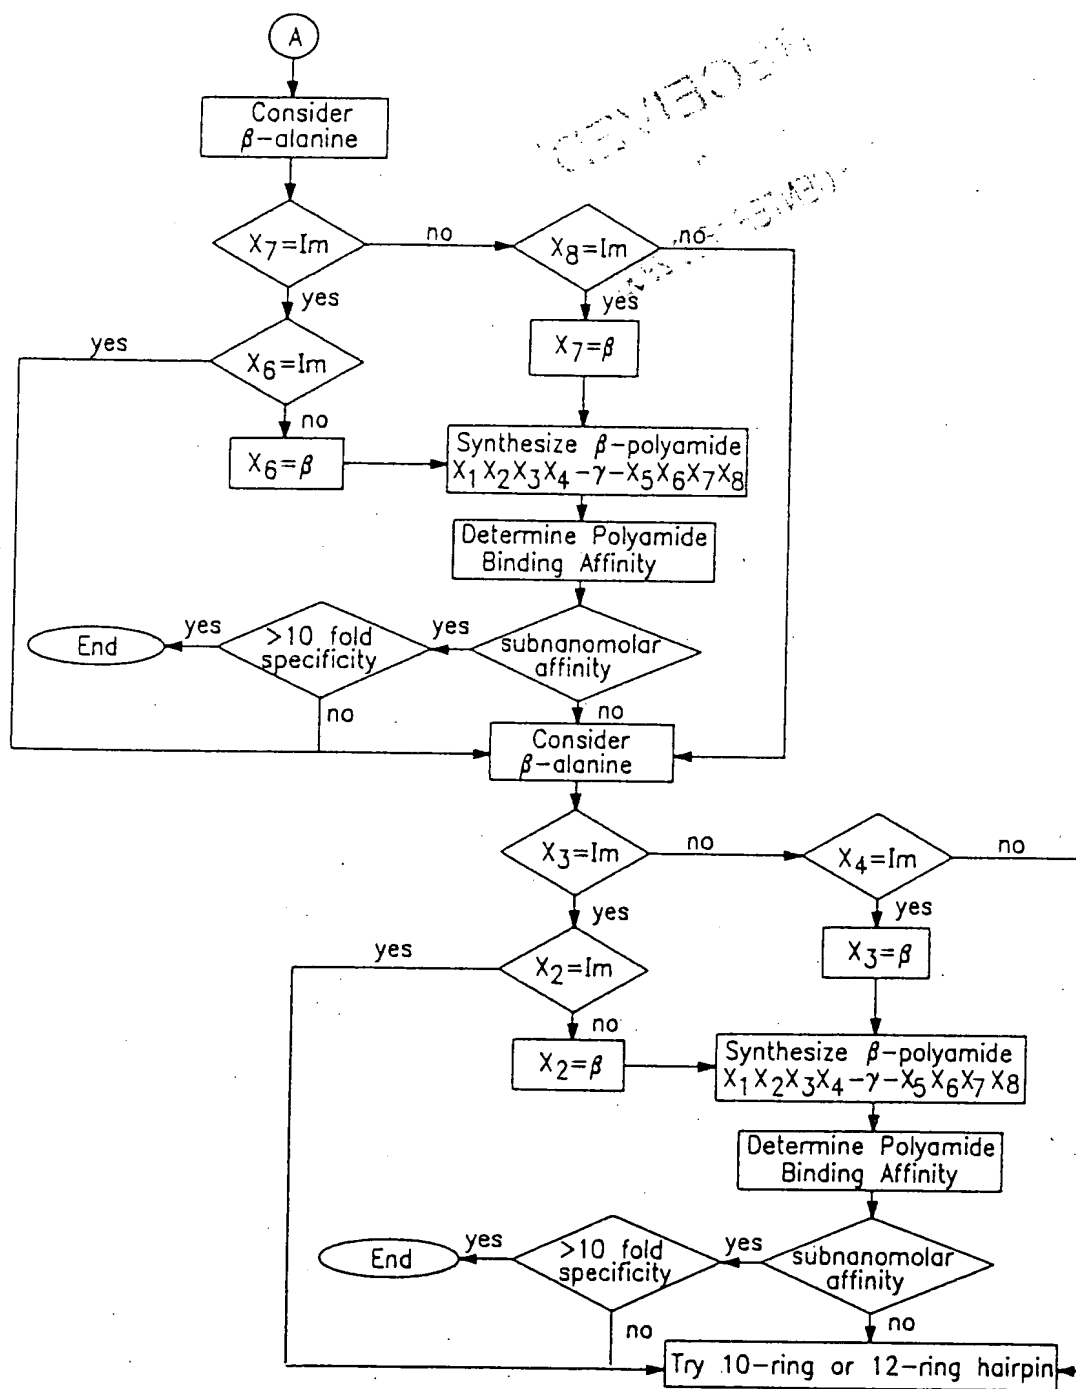 A
Consider
β-alanine
X7=Im
no
X8=Im
no
yes
yes
X7=β
yes
X6=Im
no
X6=β
Synthesize β-polyamide
X1X2X3X4-γ-X5X6X7X8
Determine Polyamide
Binding Affinity
End
yes
>10 fold
specificity
yes
subnanomolar
affinity
no
no
Consider
β-alanine
X3=Im
no
X4=Im
no
yes
yes
X3=β
yes
X2=Im
no
X2=β
Synthesize β-polyamide
X1X2X3X4-γ-X5X6X7X8
Determine Polyamide
Binding Affinity
End
yes
>10 fold
specificity
yes
subnanomolar
affinity
no
no
Try 10-ring or 12-ring hairpin